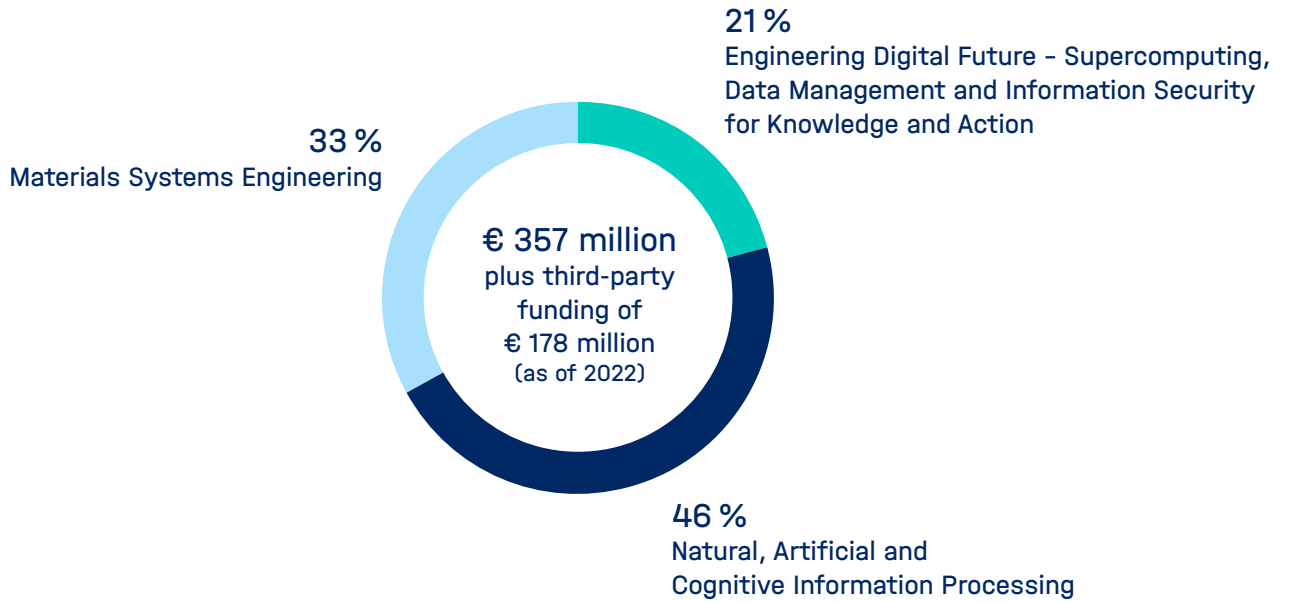 21 %
Engineering Digital Future – Supercomputing,
Data Management and Information Security
for Knowledge and Action
33 %
Materials Systems Engineering
€ 357 million
plus third-party
funding of
€ 178 million
(as of 2022)
46 %
Natural, Artificial and
Cognitive Information Processing